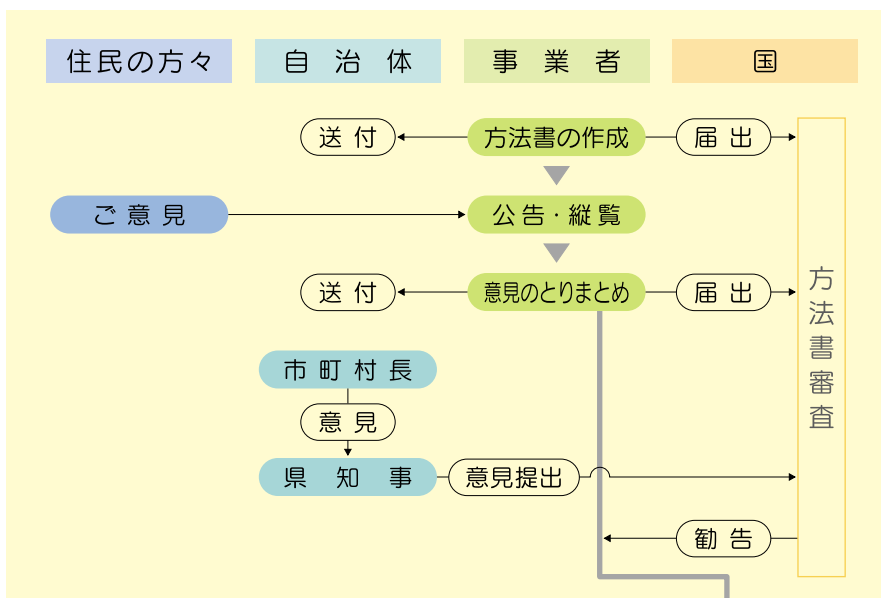 住民の方々
自治体
事業者
国
送付
方法書の作成
届出
ご意見
公告・縦覧
送付
意見のとりまとめ
届出
方法書審査
市町村長
意見
県知事
意見提出
勧告